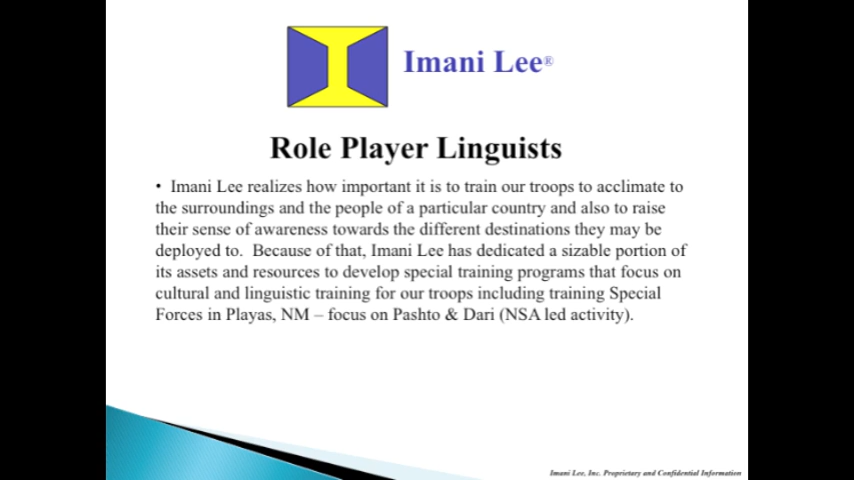 Imani Lee®
Role Player Linguists
• Imani Lee realizes how important it is to train our troops to acclimate to
the surroundings and the people of a particular country and also to raise
their sense of awareness towards the different destinations they may be
deployed to.  Because of that, Imani Lee has dedicated a sizable portion of
its assets and resources to develop special training programs that focus on
cultural and linguistic training for our troops including training Special
Forces in Playas, NM – focus on Pashto & Dari (NSA led activity).
Imani Lee, Inc. Proprietary and Confidential Information